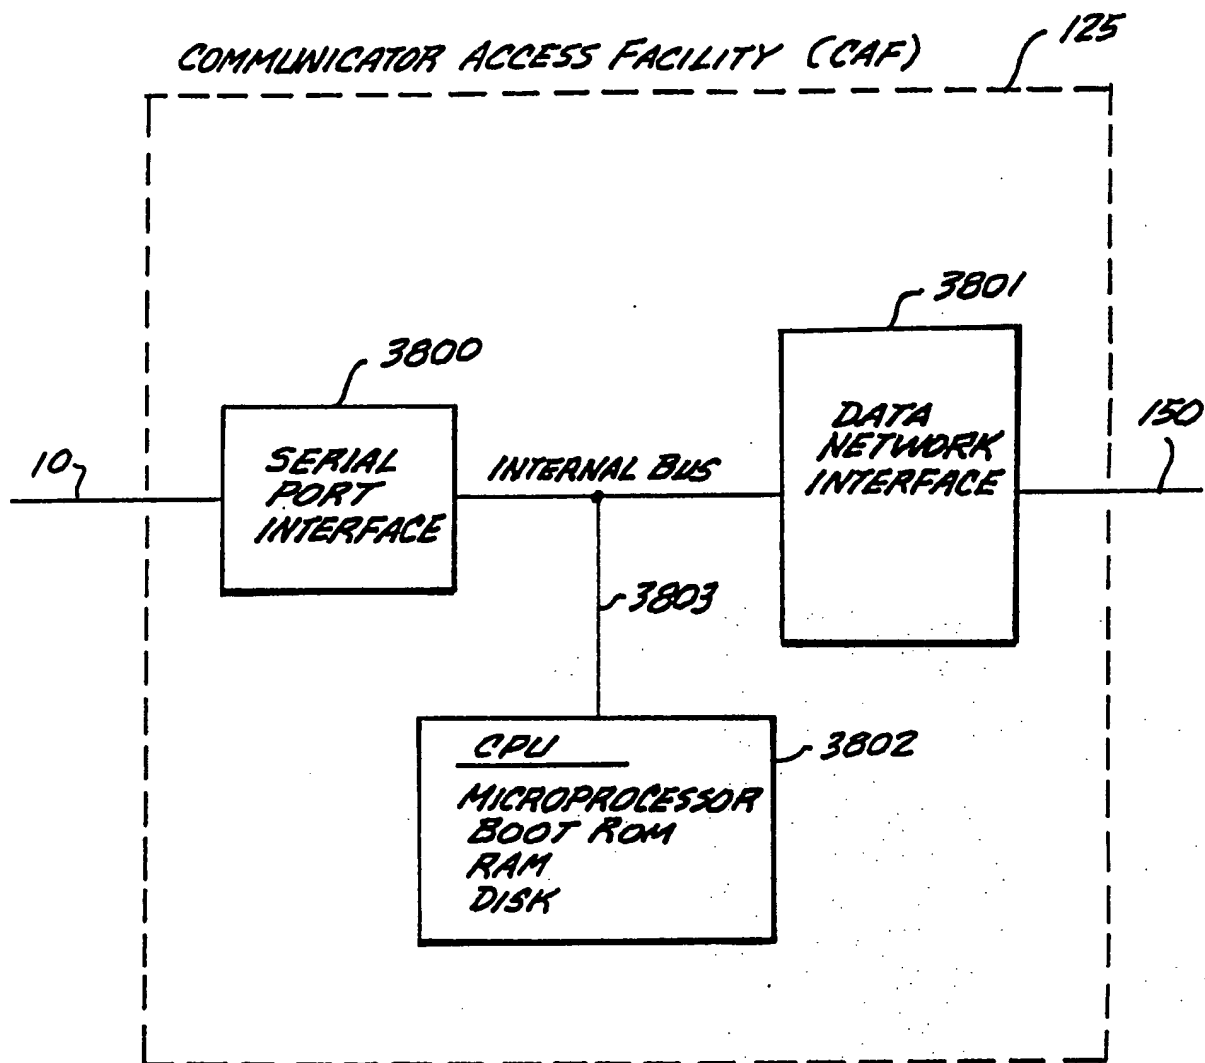 125
COMMUNICATOR ACCESS FACILITY (CAF)
3801
3800
DATA
NETWORK
INTERFACE
150
10
SERIAL
PORT
INTERFACE
INTERNAL BUS
3803
CPU
3802
MICROPROCESSOR
BOOT ROM
RAM
DISK